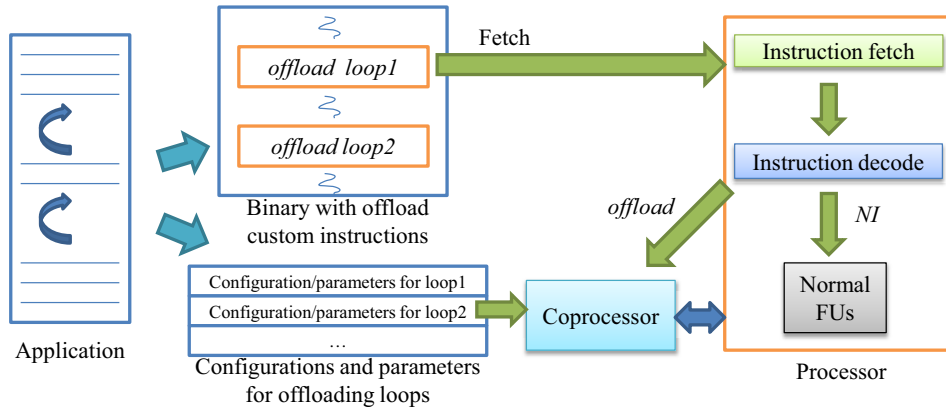 Fetch
offload loop1
offload loop2
Binary with offload
custom instructions
Instruction fetch
Instruction decode
offload
NI
Normal
FUs
Configuration/parameters for loop1
Configuration/parameters for loop2
…
Coprocessor
Application
Configurations and parameters
for offloading loops
Processor